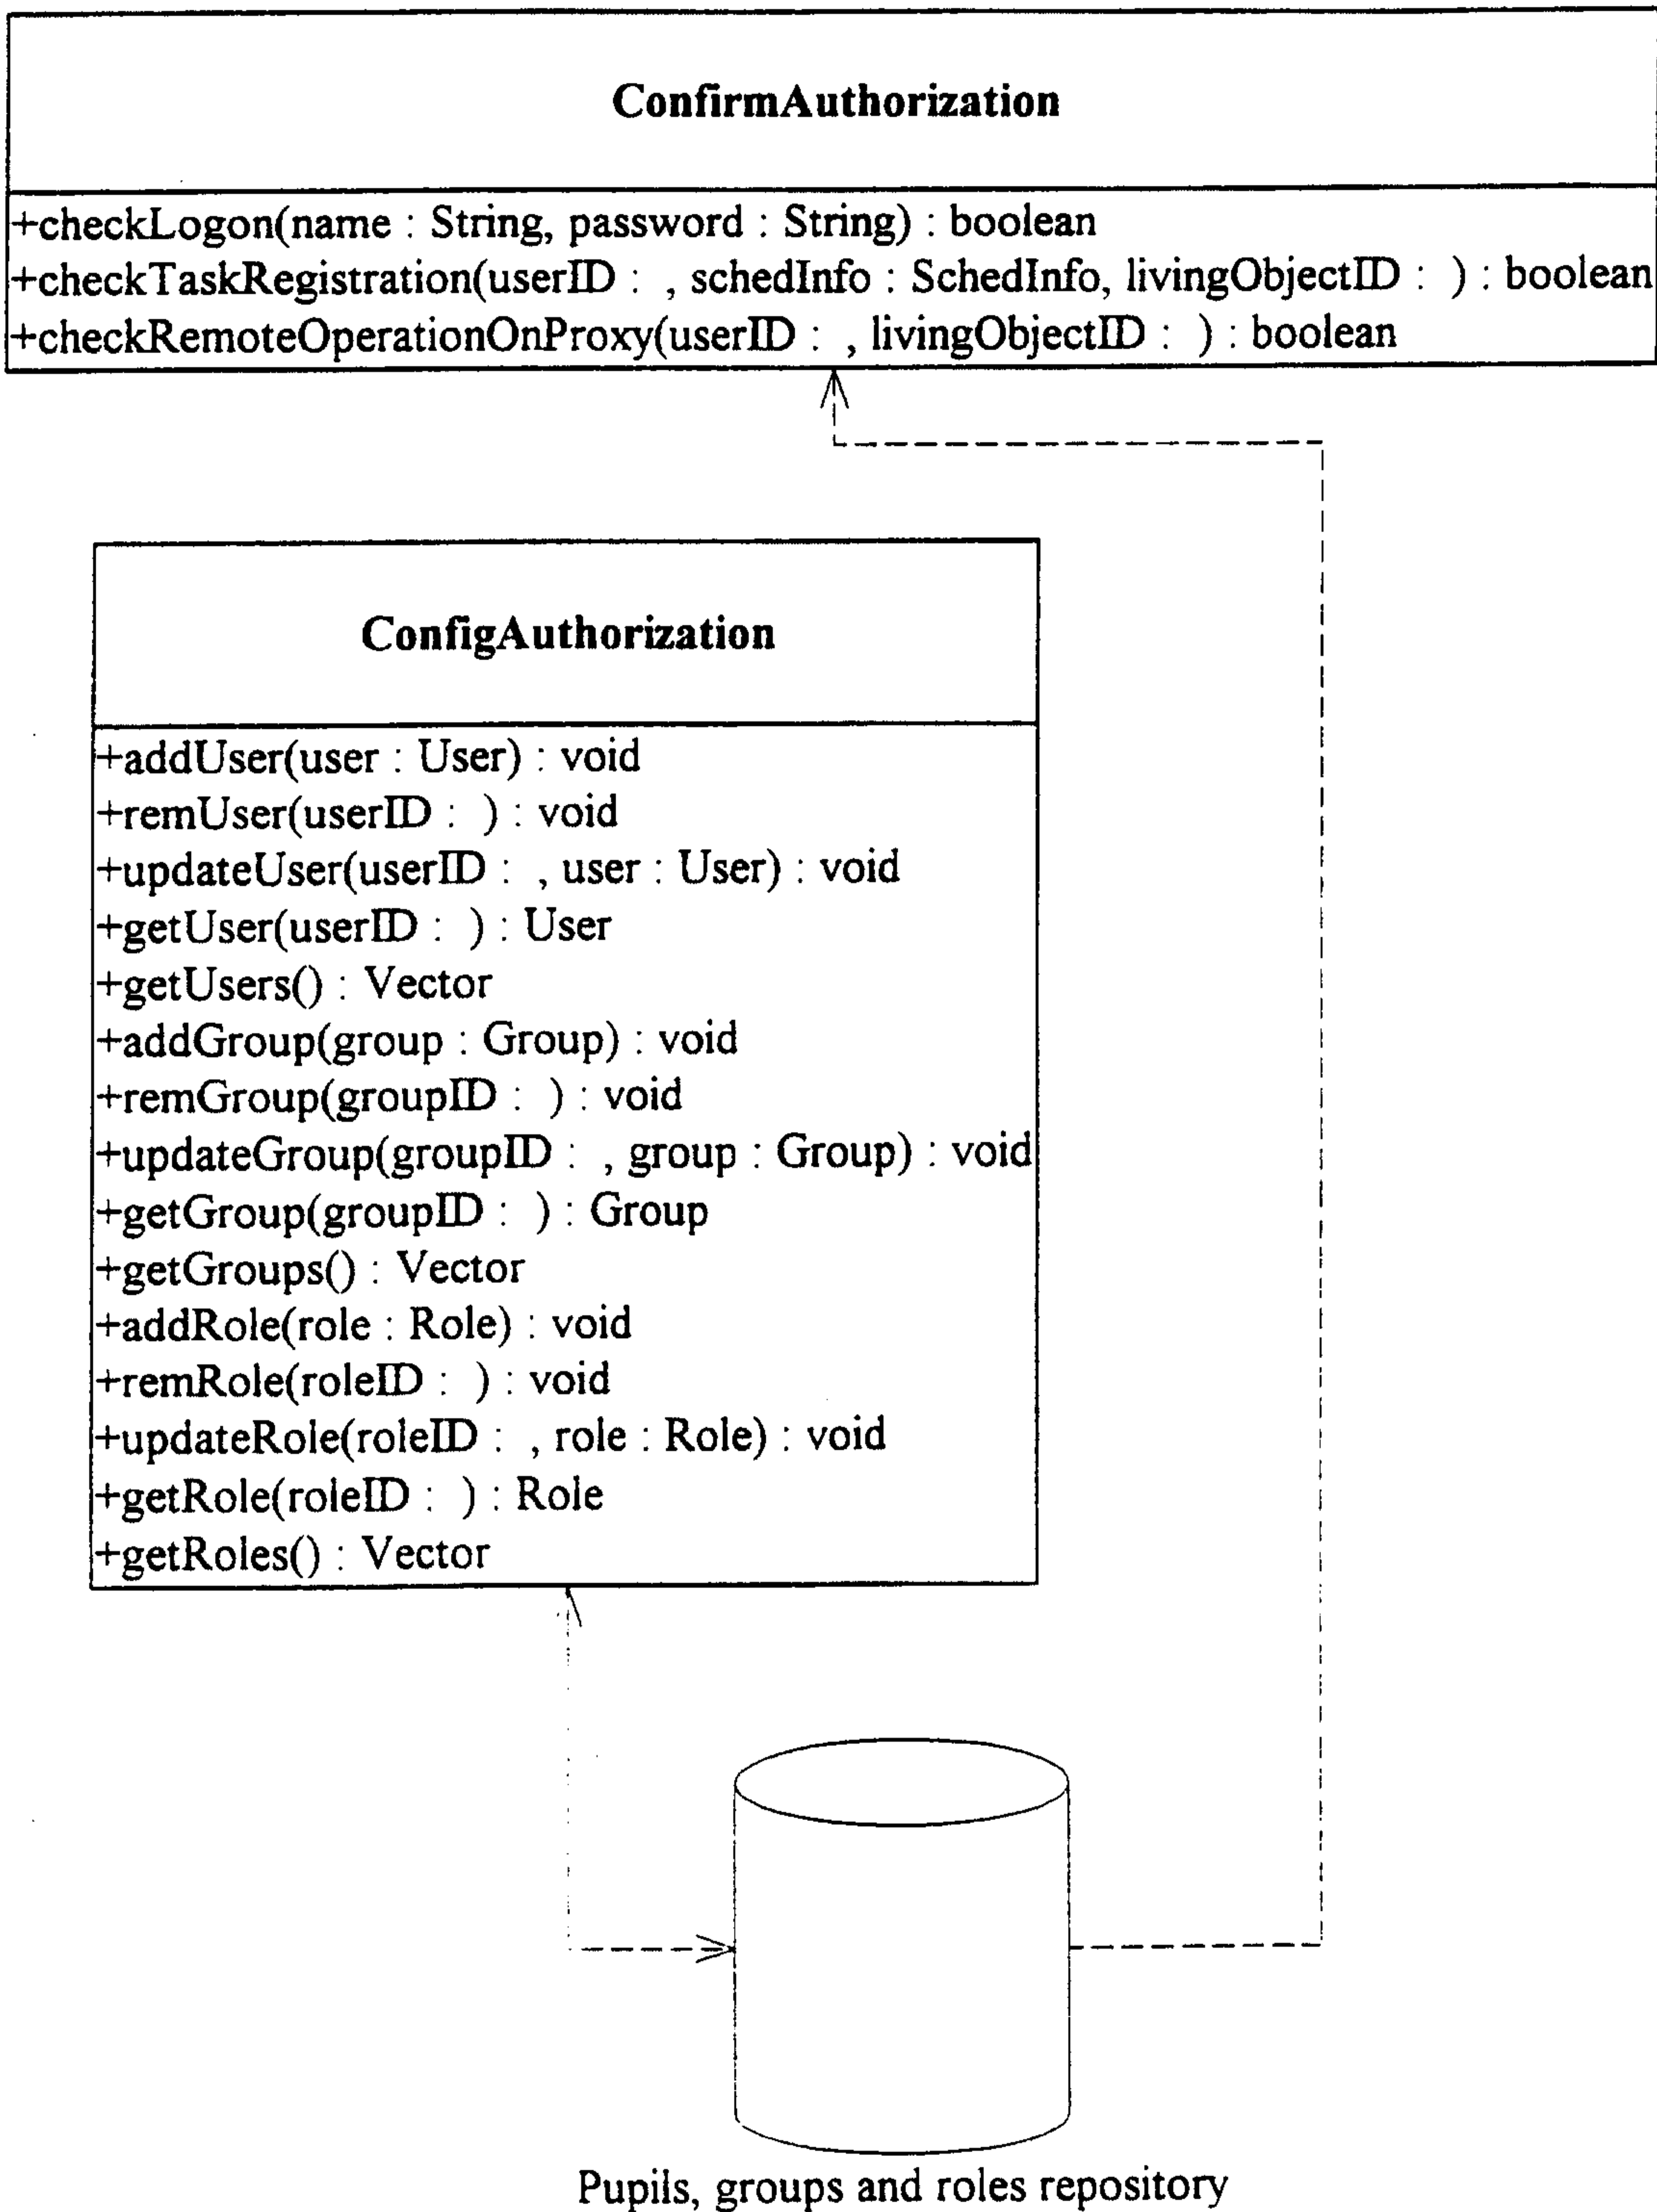 ConfirmAuthorization
+checkLogon(name : String, password : String) : boolean
+checkTaskRegistration(userID :  , schedInfo : SchedInfo, livingObjectID :  ) : boolean
+checkRemoteOperationOnProxy(userID :  , livingObjectID :  ) : boolean
ConfigAuthorization
+addUser(user : User) : void
+remUser(userID :  ) : void
+updateUser(userID :  , user : User) : void
+getUser(userID :  ) : User
+getUsers() : Vector
+addGroup(group : Group) : void
+remGroup(groupID :  ) : void
+updateGroup(groupID :  , group : Group) : void
+getGroup(groupID :  ) : Group
+getGroups() : Vector
+addRole(role : Role) : void
+remRole(roleID :  ) : void
+updateRole(roleID :  , role : Role) : void
+getRole(roleID :  ) : Role
+getRoles() : Vector
Pupils, groups and roles repository